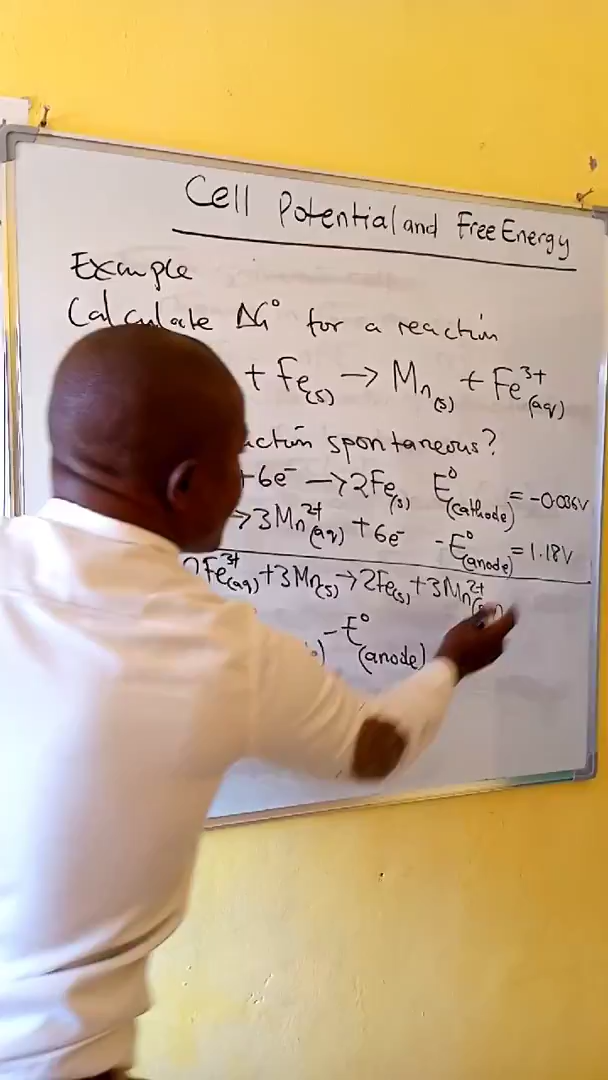 Cell Potential and Free Energy
Example
Calculate ΔG° for a reaction
+ Fe(s) → Mn(s) + Fe³⁺(aq)
spontaneous?
+6e⁻ → 2Fe(s) E°(cathode) = -0.036V
→ 3Mn²⁺(aq) + 6e⁻ -E°(anode) = 1.18V
2Fe³⁺(aq) + 3Mn(s) → 2Fe(s) + 3Mn²⁺
- E°(anode)